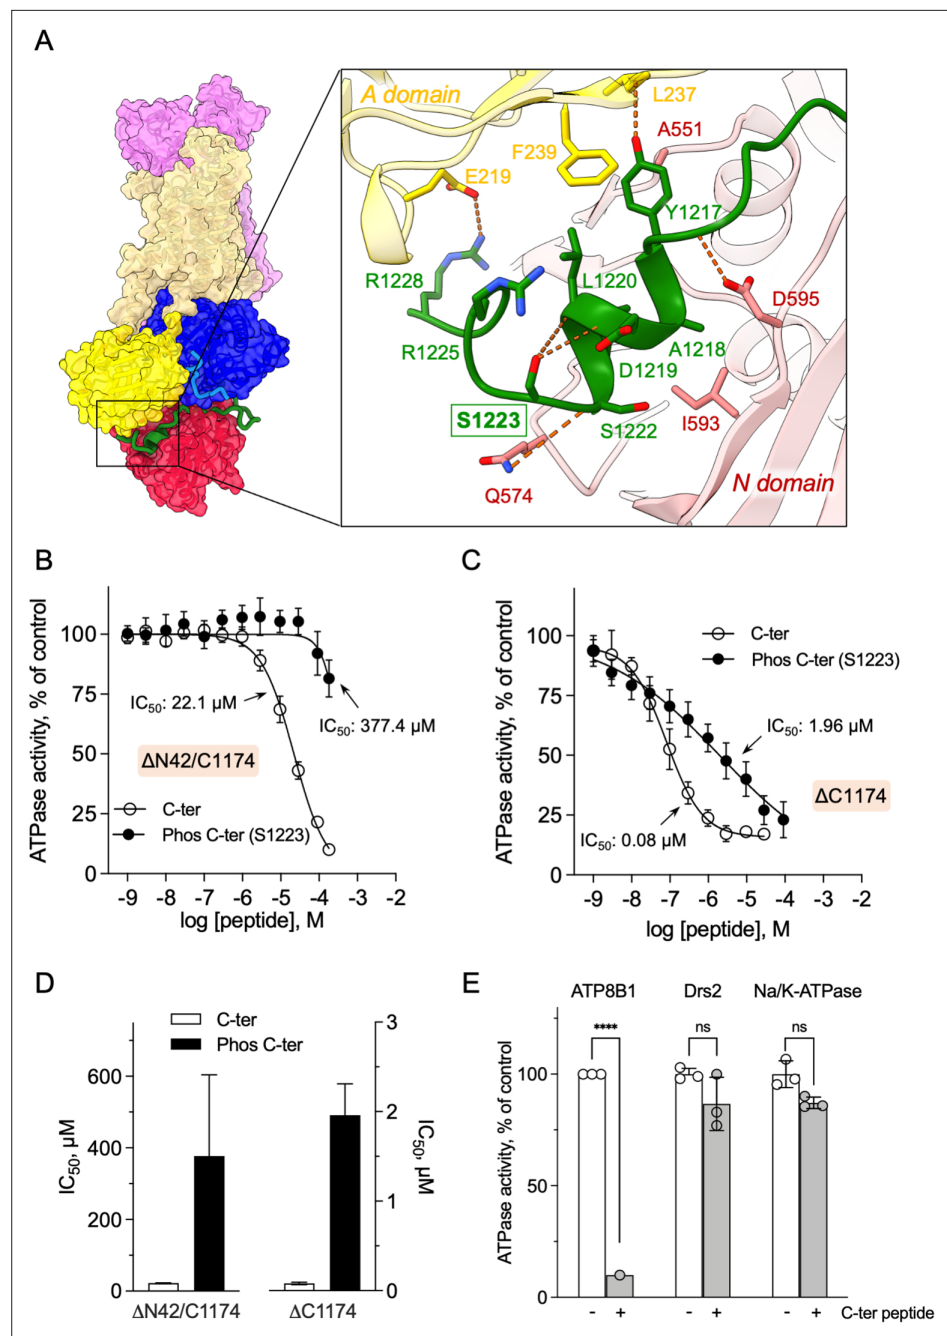 A
A domain
L237
A551
F239
E219
Y1217
R1228
L1220
D595
R1225
A1218
D1219
S1223
S1222
I593
Q574
N domain
B
ATPase activity, % of control
100
75
50
25
0
IC50: 22.1 µM
IC50: 377.4 µM
ΔN42/C1174
C-ter
Phos C-ter (S1223)
-9 -8 -7 -6 -5 -4 -3 -2
log [peptide], M
C
ATPase activity, % of control
100
75
50
25
0
C-ter
Phos C-ter (S1223)
IC50: 1.96 µM
ΔC1174
IC50: 0.08 µM
-9 -8 -7 -6 -5 -4 -3 -2
log [peptide], M
D
C-ter
Phos C-ter
IC50, µM
600
400
200
0
3
2
1
0
IC50, µM
ΔN42/C1174
ΔC1174
E
ATP8B1 Drs2 Na/K-ATPase
**** ns ns
ATPase activity, % of control
100
50
0
- + - + - + C-ter peptide